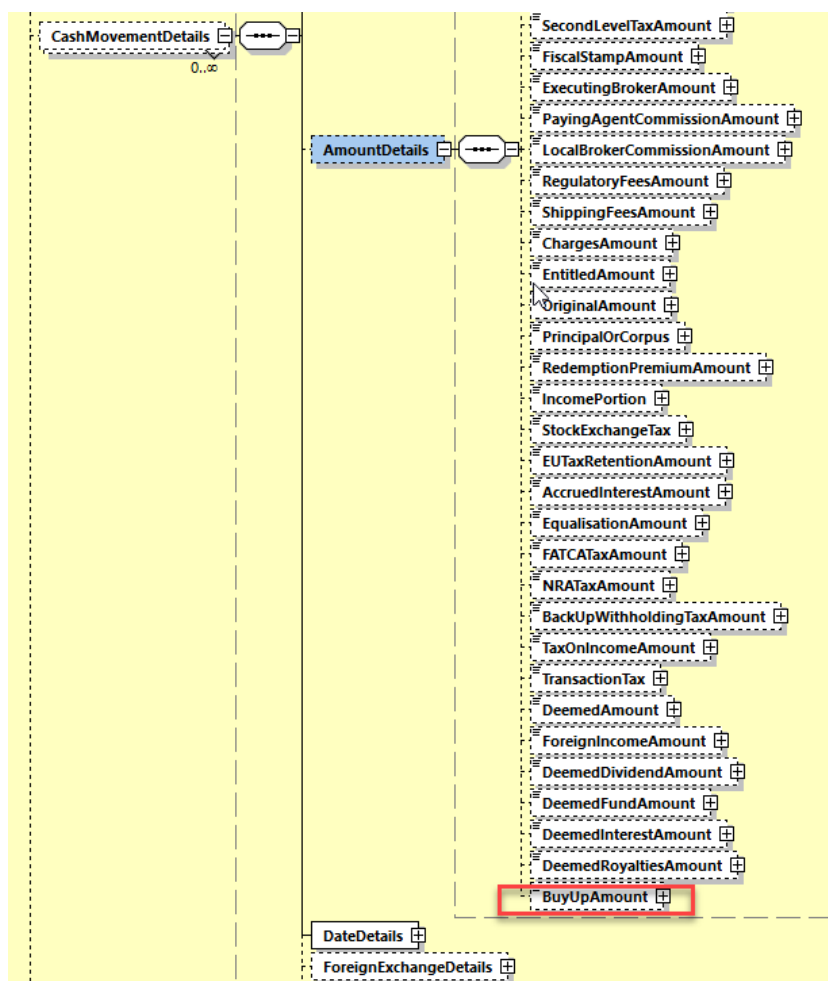 CashMovementDetails
0..∞
SecondLevelTaxAmount
FiscalStampAmount
ExecutingBrokerAmount
PayingAgentCommissionAmount
AmountDetails
LocalBrokerCommissionAmount
RegulatoryFeesAmount
ShippingFeesAmount
ChargesAmount
EntitledAmount
OriginalAmount
PrincipalOrCorpus
RedemptionPremiumAmount
IncomePortion
StockExchangeTax
EUTaxRetentionAmount
AccruedInterestAmount
EqualisationAmount
FATCATaxAmount
NRATaxAmount
BackUpWithholdingTaxAmount
TaxOnIncomeAmount
TransactionTax
DeemedAmount
ForeignIncomeAmount
DeemedDividendAmount
DeemedFundAmount
DeemedInterestAmount
DeemedRoyaltiesAmount
BuyUpAmount
DateDetails
ForeignExchangeDetails